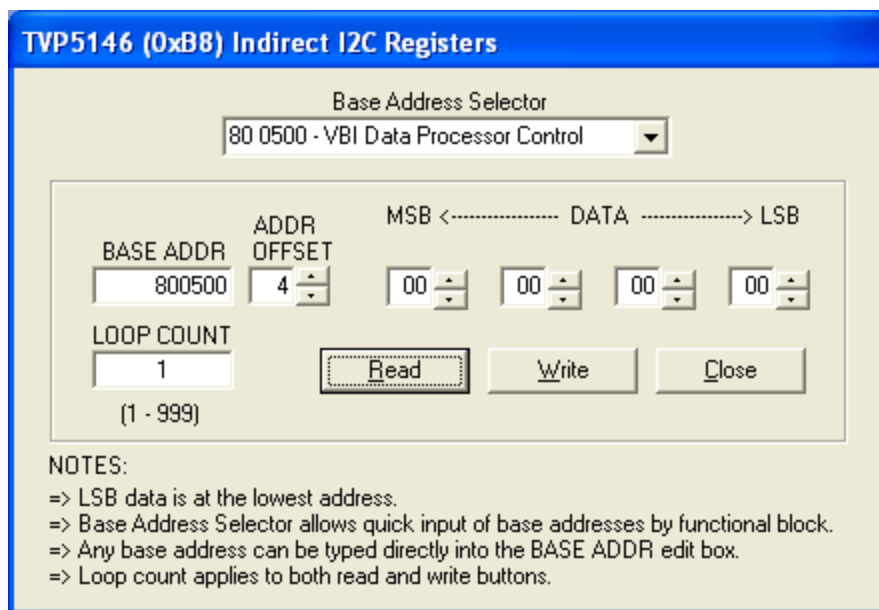 TVP5146 (0xB8) Indirect I2C Registers
Base Address Selector
80 0500 - VBI Data Processor Control
MSB <----------------- DATA ----------------> LSB
ADDR
BASE ADDR OFFSET
800500 4 00 00 00 00
LOOP COUNT
1 Read Write Close
(1 - 999)
NOTES:
=> LSB data is at the lowest address.
=> Base Address Selector allows quick input of base addresses by functional block.
=> Any base address can be typed directly into the BASE ADDR edit box.
=> Loop count applies to both read and write buttons.